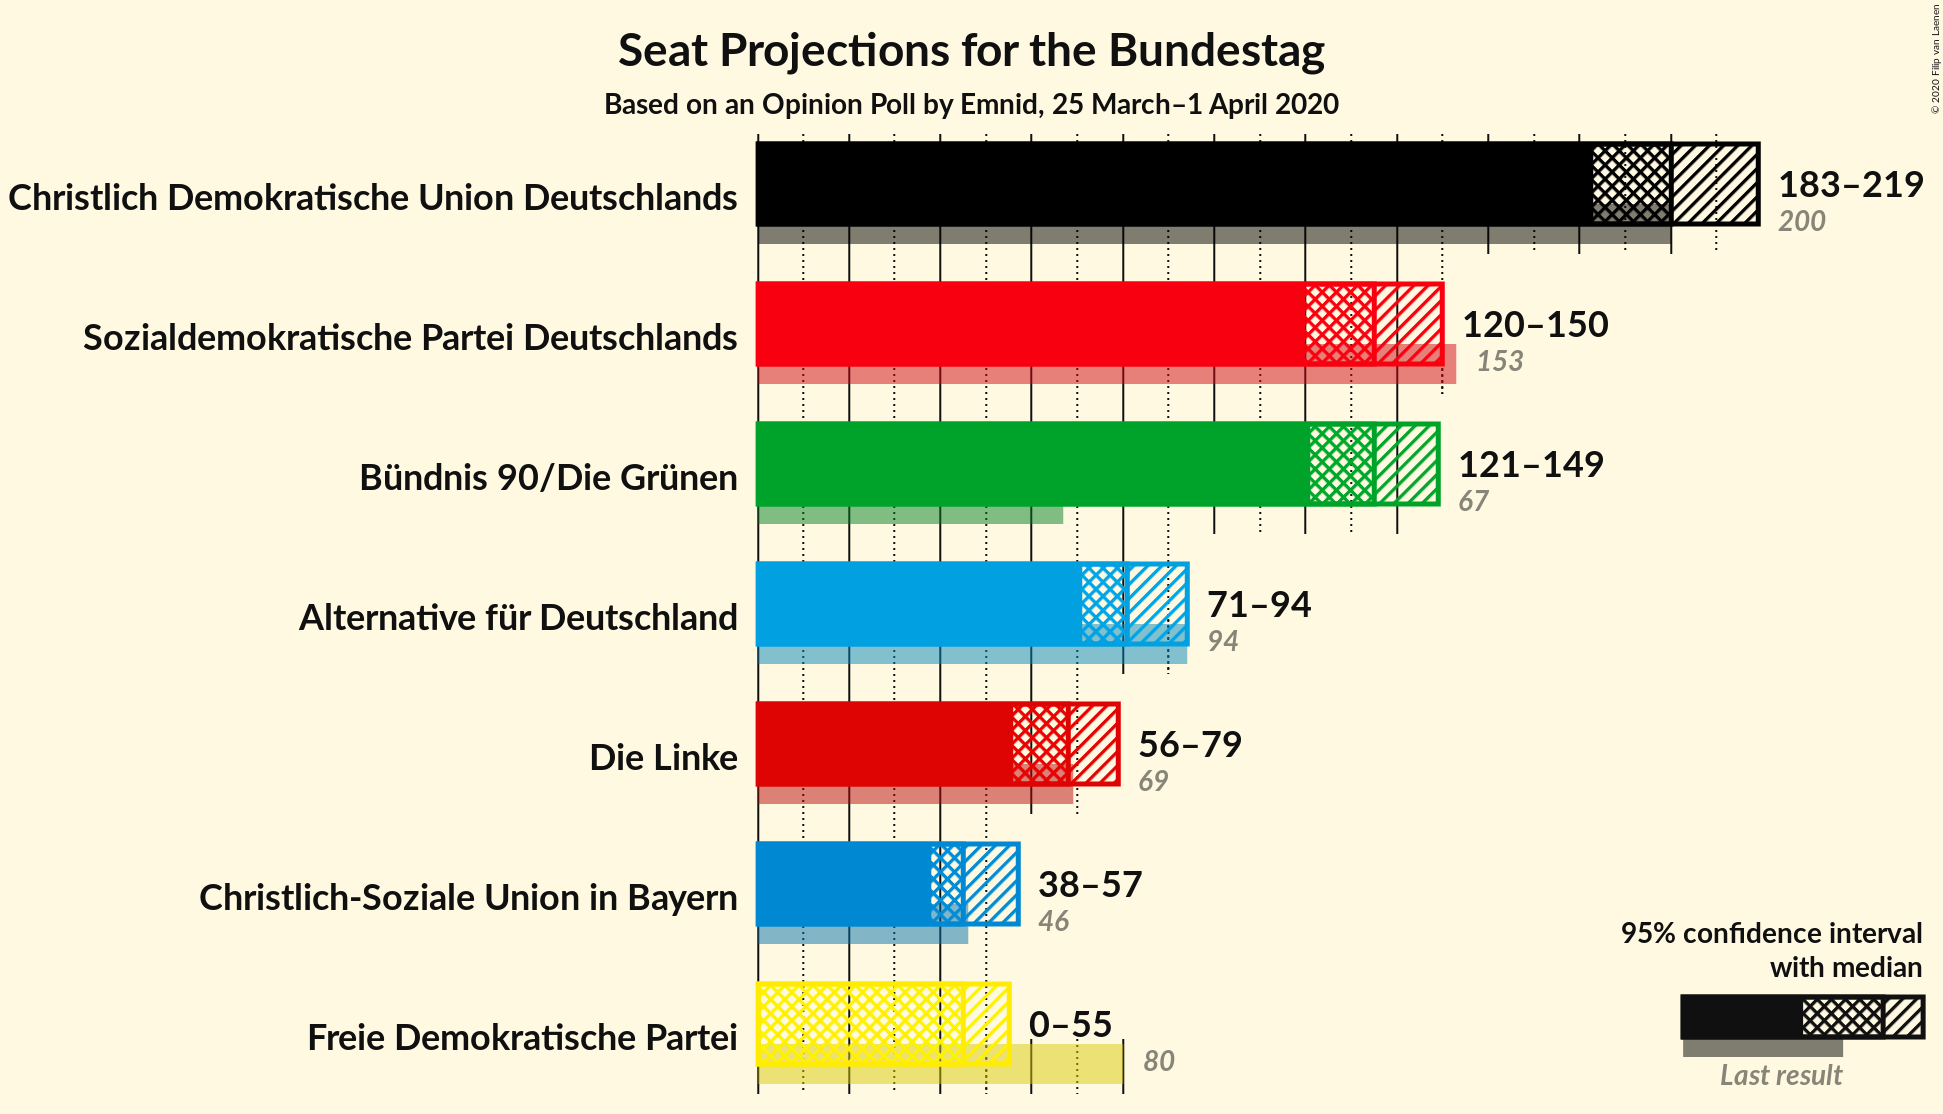 Seat Projections for the Bundestag
Based on an Opinion Poll by Emnid, 25 March–1 April 2020
© 2020 Filip van Laenen
Christlich Demokratische Union Deutschlands
183–219
200
Sozialdemokratische Partei Deutschlands
120–150
153
Bündnis 90/Die Grünen
121–149
67
Alternative für Deutschland
71–94
94
Die Linke
56–79
69
Christlich-Soziale Union in Bayern
38–57
46
Freie Demokratische Partei
0–55
80
95% confidence interval
with median
Last result